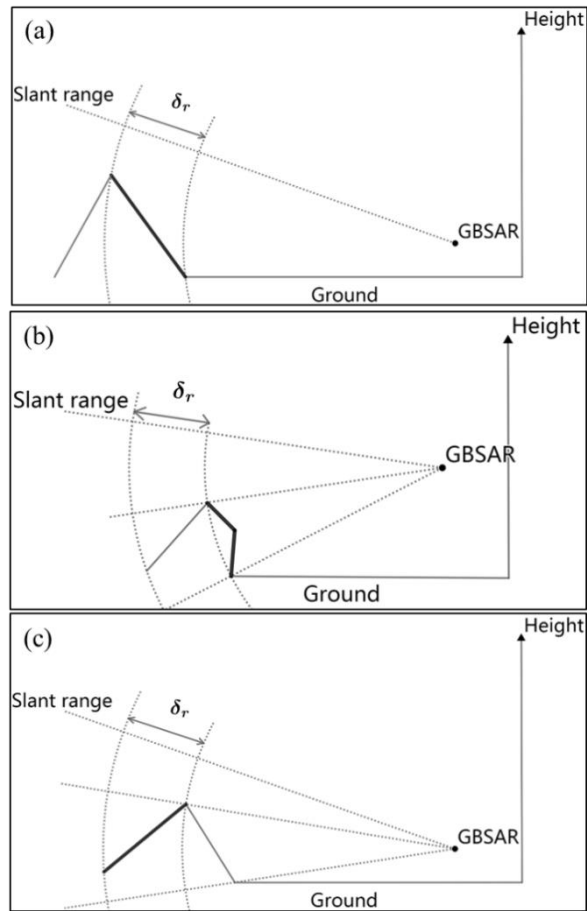 (a)
Height
Slant range
δr
GBSAR
Ground
(b)
Height
Slant range
δr
GBSAR
Ground
(c)
Height
Slant range
δr
GBSAR
Ground